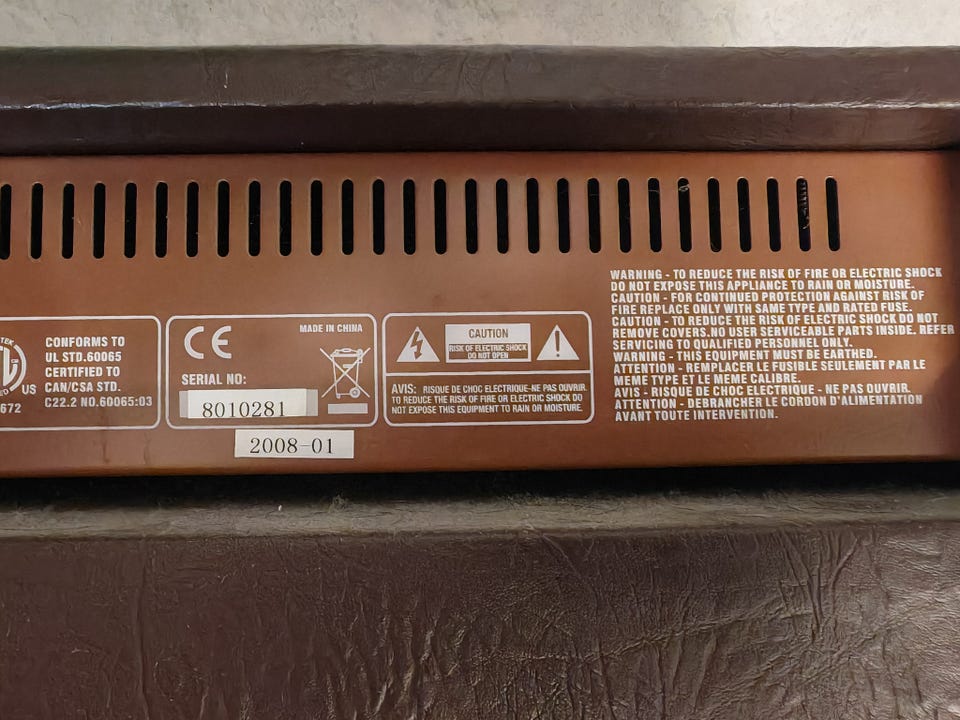 TEK
US
672
CONFORMS TO
UL STD.60065
CERTIFIED TO
CAN/CSA STD.
C22.2 NO.60065:03
CE
MADE IN CHINA
SERIAL NO:
8010281
2008-01
CAUTION
RISK OF ELECTRIC SHOCK
DO NOT OPEN
AVIS: RISQUE DE CHOC ELECTRIQUE-NE PAS OUVRIR.
TO REDUCE THE RISK OF FIRE OR ELECTRIC SHOCK DO
NOT EXPOSE THIS EQUIPMENT TO RAIN OR MOISTURE.
WARNING - TO REDUCE THE RISK OF FIRE OR ELECTRIC SHOCK
DO NOT EXPOSE THIS APPLIANCE TO RAIN OR MOISTURE.
CAUTION - FOR CONTINUED PROTECTION AGAINST RISK OF
FIRE REPLACE ONLY WITH SAME TYPE AND RATED FUSE.
CAUTION - TO REDUCE THE RISK OF ELECTRIC SHOCK DO NOT
REMOVE COVERS.NO USER SERVICEABLE PARTS INSIDE. REFER
SERVICING TO QUALIFIED PERSONNEL ONLY.
WARNING - THIS EQUIPMENT MUST BE EARTHED.
ATTENTION - REMPLACER LE FUSIBLE SEULEMENT PAR LE
MEME TYPE ET LE MEME CALIBRE.
AVIS - RISQUE DE CHOC ELECTRIQUE - NE PAS OUVRIR.
ATTENTION - DEBRANCHER LE CORDON D'ALIMENTATION
AVANT TOUTE INTERVENTION.